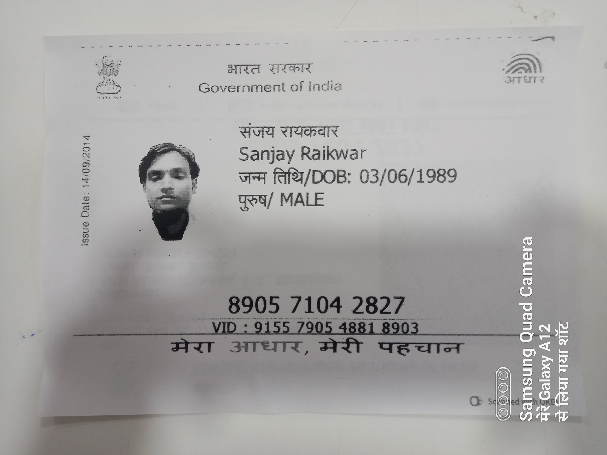 भारत सरकार
Government of India
आधार
Issue Date: 14/09/2014
संजय रायकवार
Sanjay Raikwar
जन्म तिथि/DOB: 03/06/1989
पुरुष/ MALE
8905 7104 2827
VID : 9155 7905 4881 8903
मेरा आधार, मेरी पहचान
Samsung Quad Camera
मेरे Galaxy A12
से लिया गया शॉट